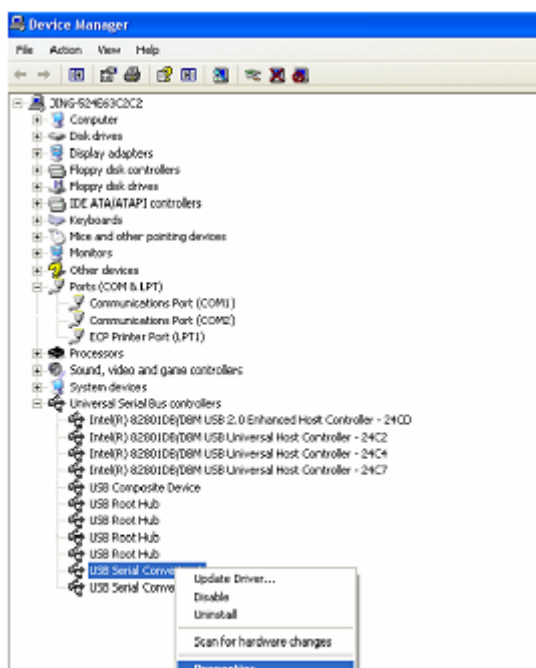 Device Manager
File Action View Help
JING-524563C2C2
Computer
Disk drives
Display adapters
Floppy disk controllers
Floppy disk drives
IDE ATA/ATAPI controllers
Keyboards
Mice and other pointing devices
Monitors
Other devices
Ports (COM & LPT)
Communications Port (COM1)
Communications Port (COM2)
ECP Printer Port (LPT1)
Processors
Sound, video and game controllers
System devices
Universal Serial Bus controllers
Intel(R) 82801DB/DBM USB 2.0 Enhanced Host Controller - 24CD
Intel(R) 82801DB/DBM USB Universal Host Controller - 24C2
Intel(R) 82801DB/DBM USB Universal Host Controller - 24C4
Intel(R) 82801DB/DBM USB Universal Host Controller - 24C7
USB Composite Device
USB Root Hub
USB Root Hub
USB Root Hub
USB Root Hub
USB Serial Conve
USB Serial Conve
Update Driver...
Disable
Uninstall
Scan for hardware changes
Properties